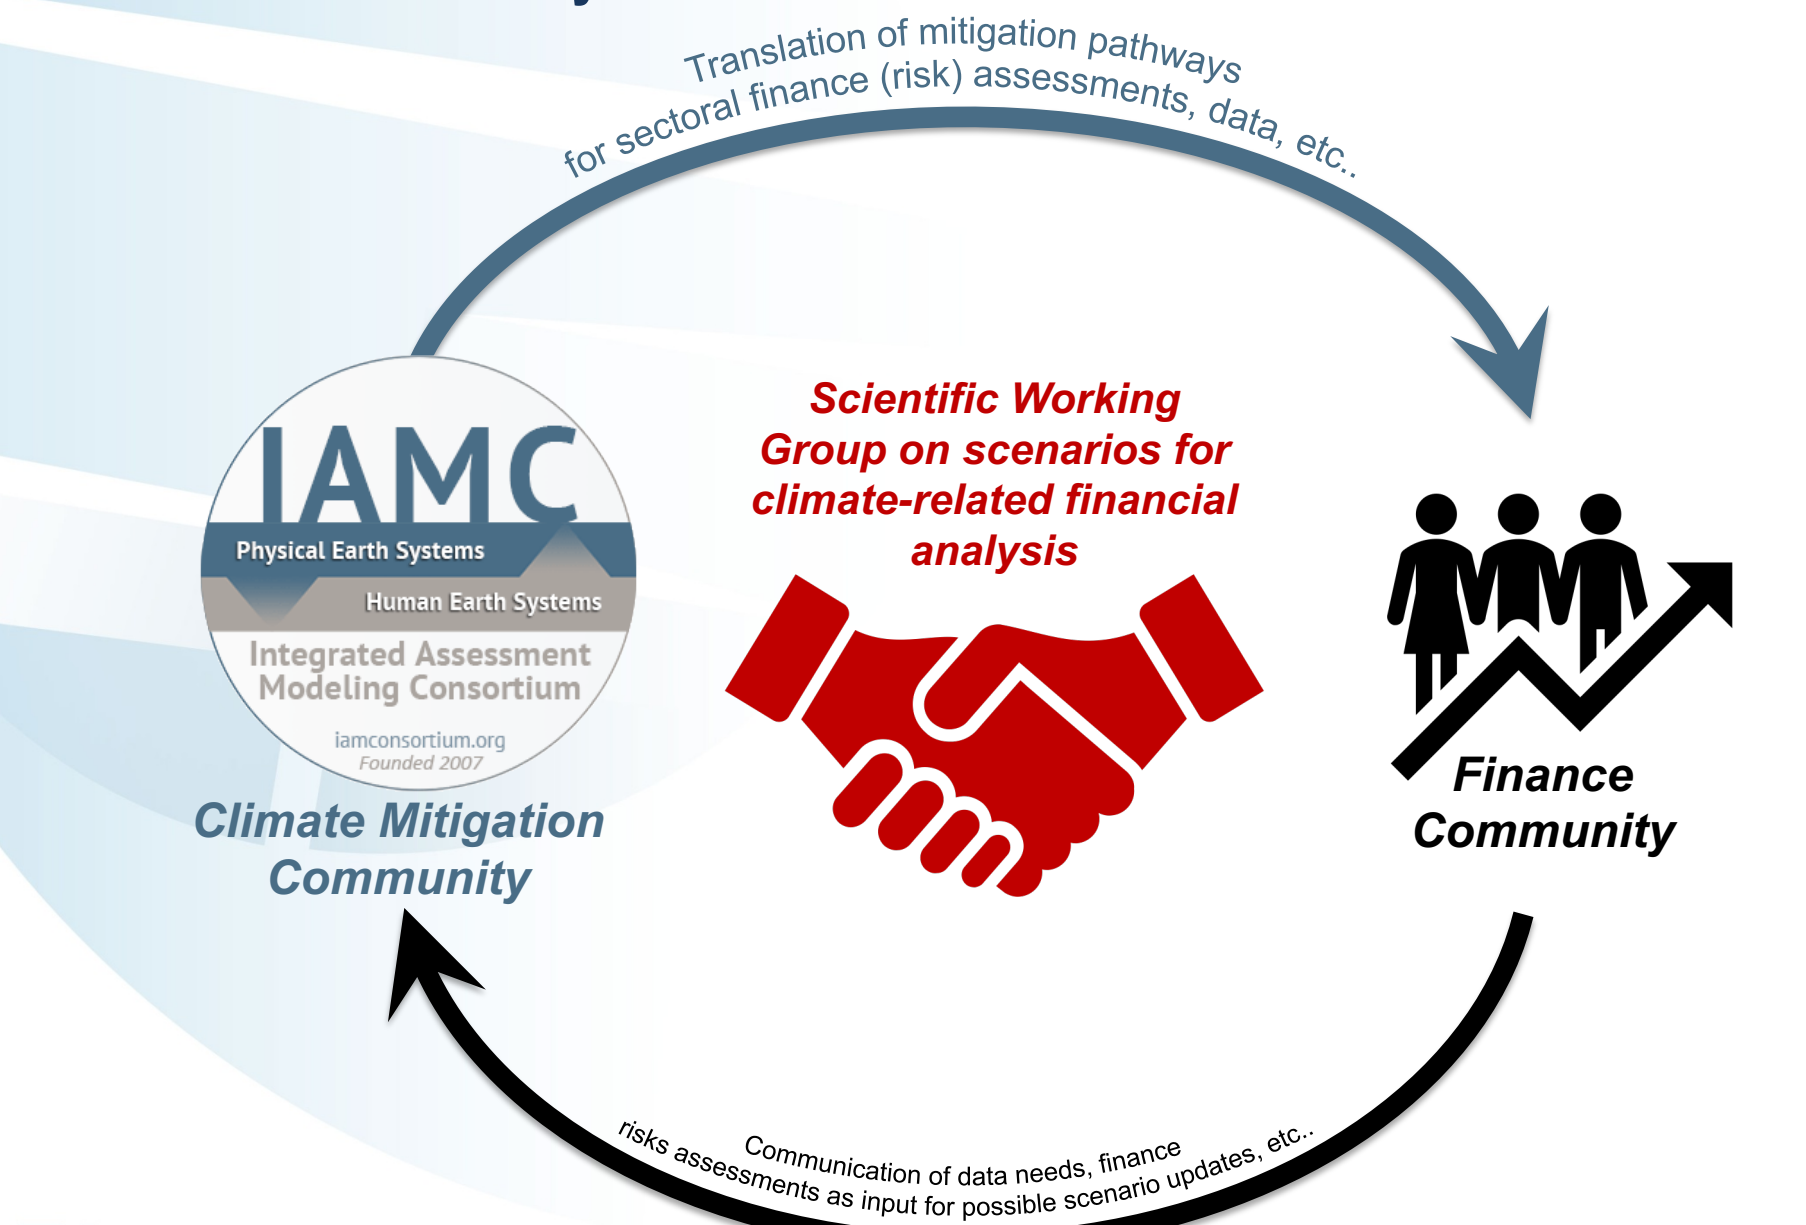 Translation of mitigation pathways
for sectoral finance (risk) assessments, data, etc..
IAMC
Physical Earth Systems
Human Earth Systems
Integrated Assessment
Modeling Consortium
iamconsortium.org
Founded 2007
Climate Mitigation
Community
Scientific Working
Group on scenarios for
climate-related financial
analysis
Finance
Community
Communication of data needs, finance
risks assessments as input for possible scenario updates, etc..